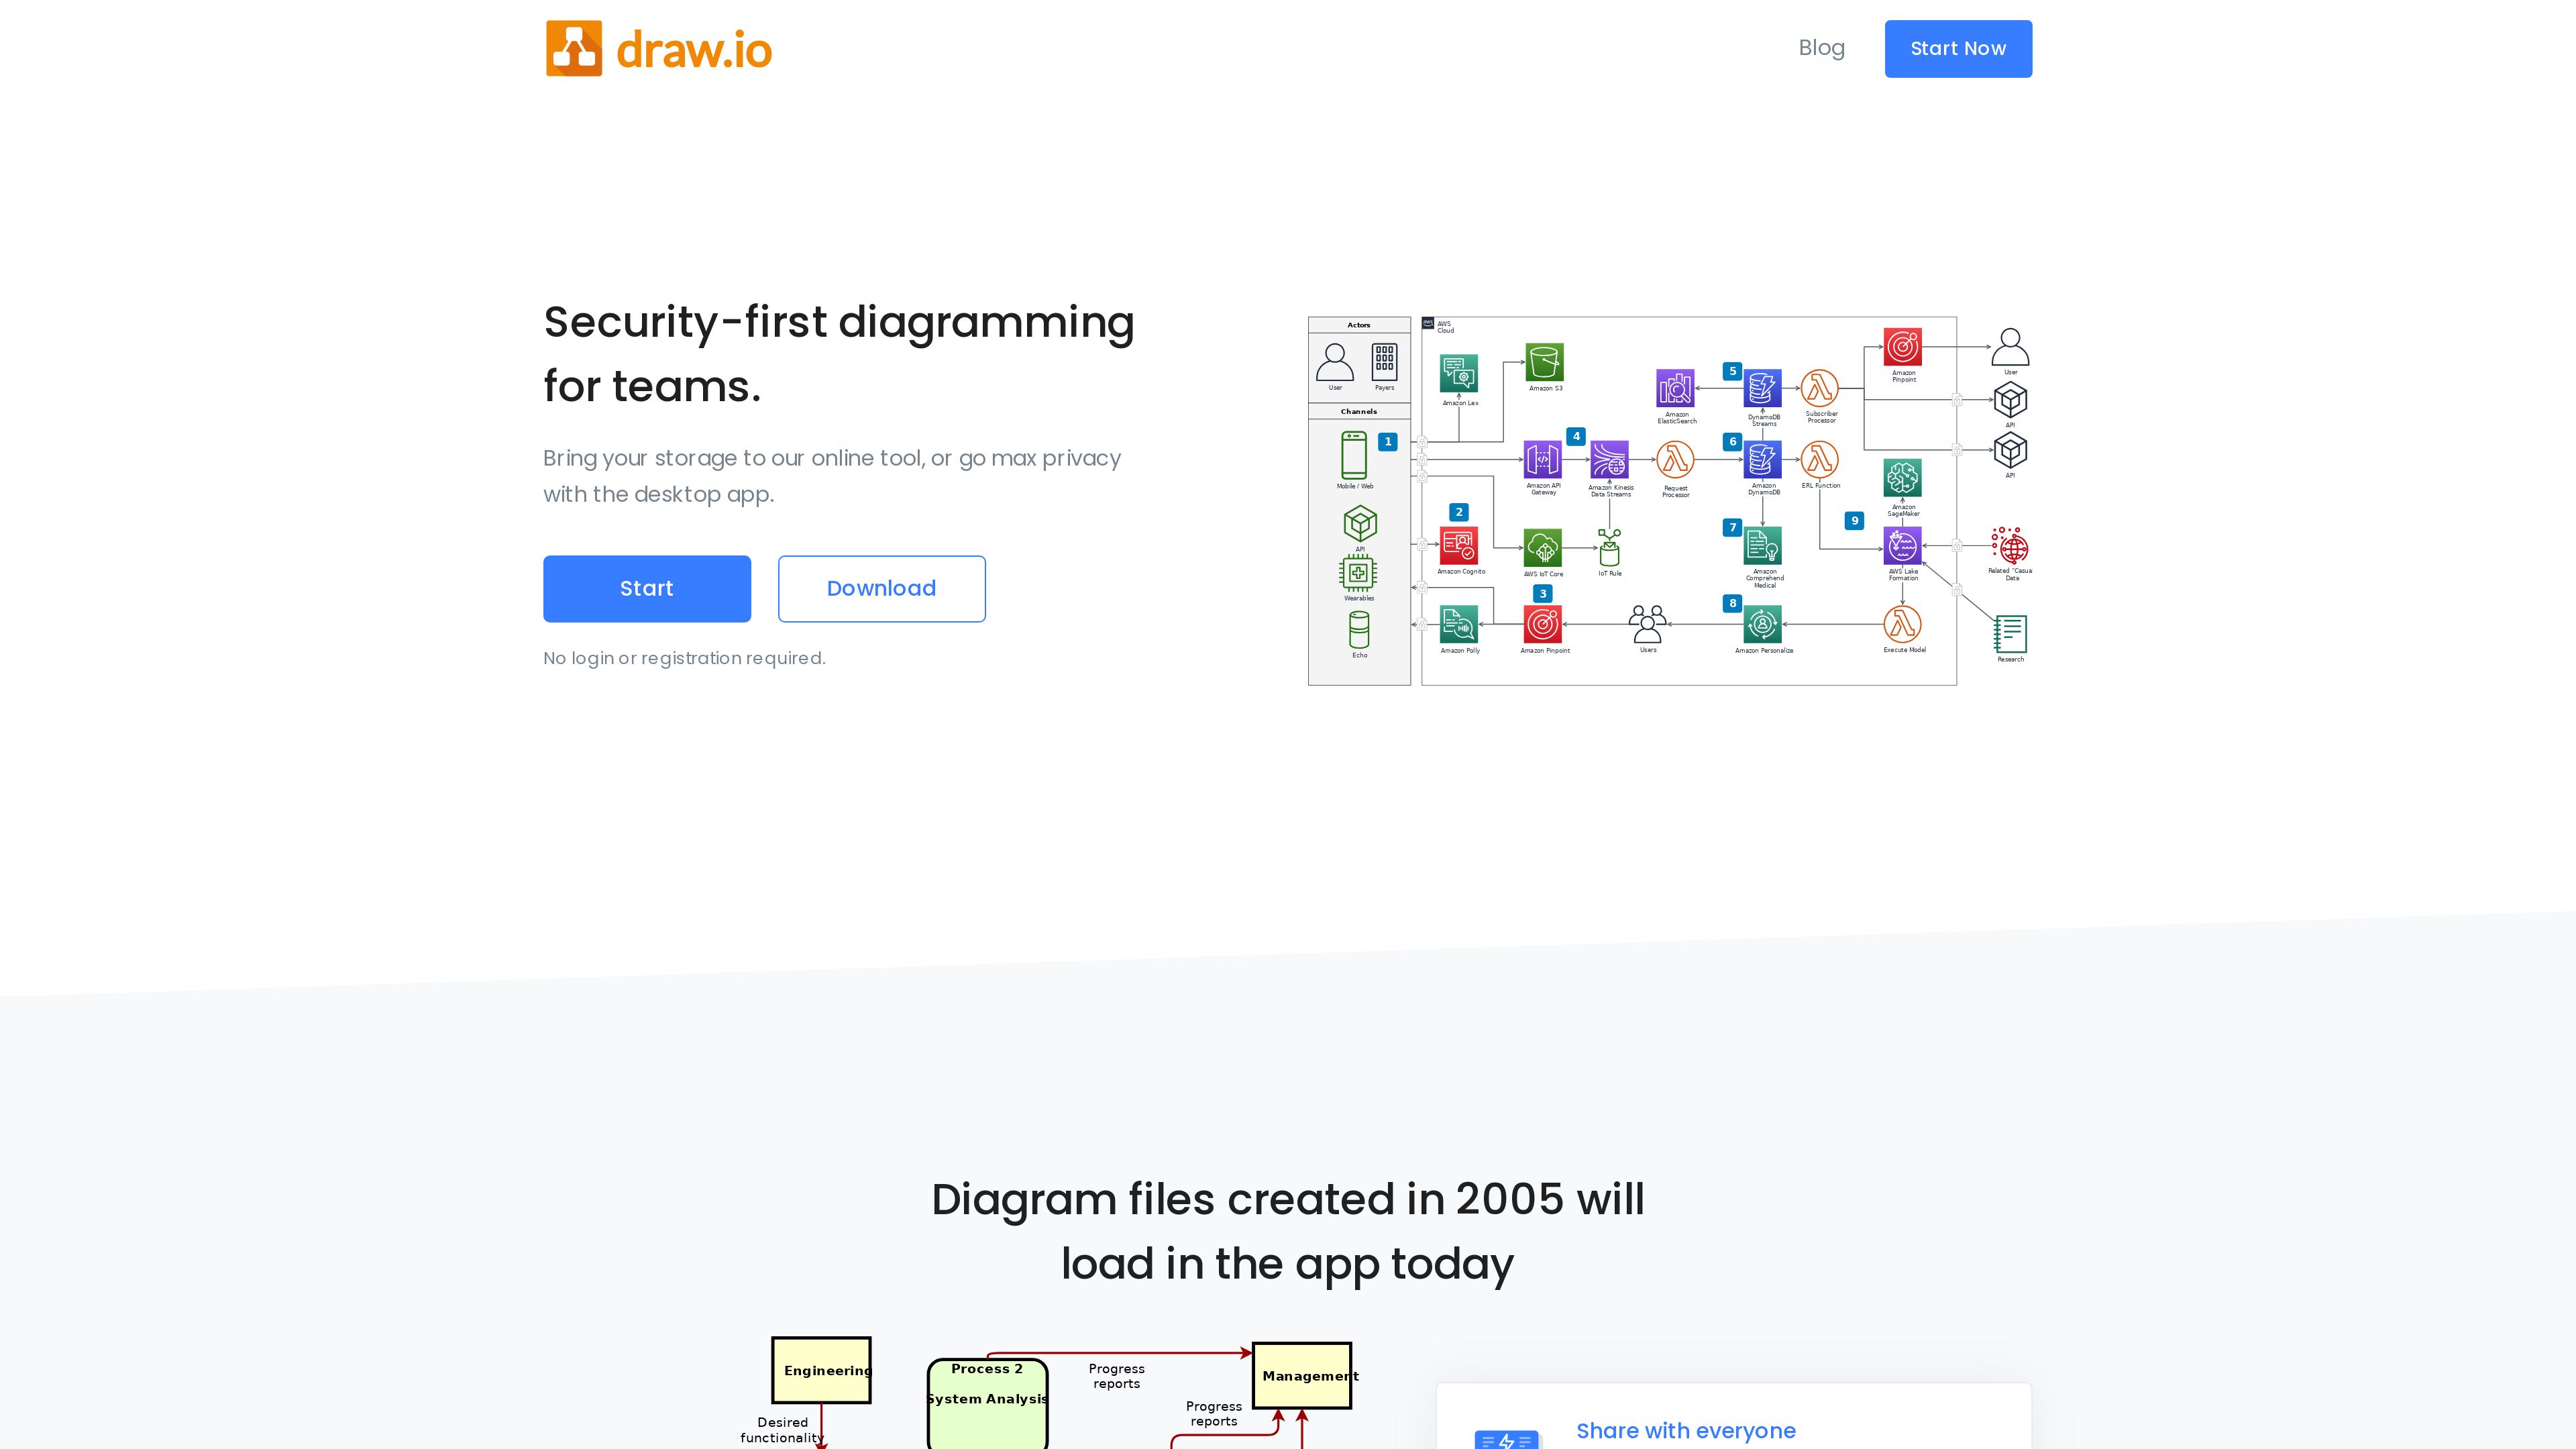 draw.io
Blog
Start Now
Security-first diagramming
for teams.
Bring your storage to our online tool, or go max privacy
with the desktop app.
Start
Download
No login or registration required.
Actors
User
Payers
Channels
1
Mobile / Web
API
Wearables
Echo
AWS
Cloud
Amazon Lex
Amazon S3
Amazon
ElasticSearch
5
DynamoDB
Streams
Subscriber
Processor
Amazon
Pinpoint
User
API
API
4
Amazon API
Gateway
Amazon Kinesis
Data Streams
Request
Processor
6
Amazon
DynamoDB
ERL Function
Amazon
SageMaker
2
Amazon Cognito
AWS IoT Core
IoT Rule
7
Amazon
Comprehend
Medical
9
AWS Lake
Formation
Related "Casua
Data
3
Amazon Polly
Amazon Pinpoint
Users
8
Amazon Personalize
Execute Model
Research
Diagram files created in 2005 will
load in the app today
Engineering
Process 2
System Analysis
Progress
reports
Management
Progress
reports
Desired
functionality
Share with everyone